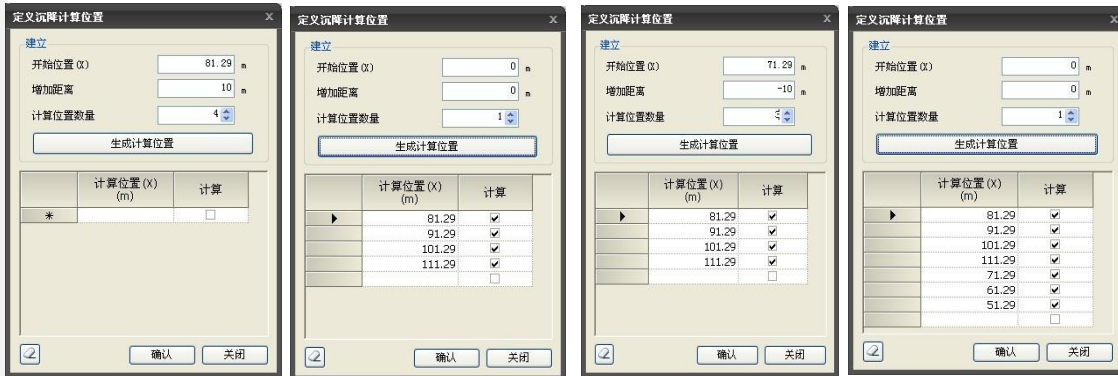 定义沉降计算位置 X
建立
开始位置(X) 81.29 m
增加距离 10 m
计算位置数量 4
生成计算位置
计算位置(X) (m) 计算
*
确认 关闭
定义沉降计算位置 X
建立
开始位置(X) 0 m
增加距离 0 m
计算位置数量 1
生成计算位置
计算位置(X) (m) 计算
81.29
91.29
101.29
111.29
确认 关闭
定义沉降计算位置 X
建立
开始位置(X) 71.29 m
增加距离 -10 m
计算位置数量
生成计算位置
计算位置(X) (m) 计算
81.29
91.29
101.29
111.29
确认 关闭
定义沉降计算位置 X
建立
开始位置(X) 0 m
增加距离 0 m
计算位置数量 1
生成计算位置
计算位置(X) (m) 计算
81.29
91.29
101.29
111.29
71.29
61.29
51.29
确认 关闭